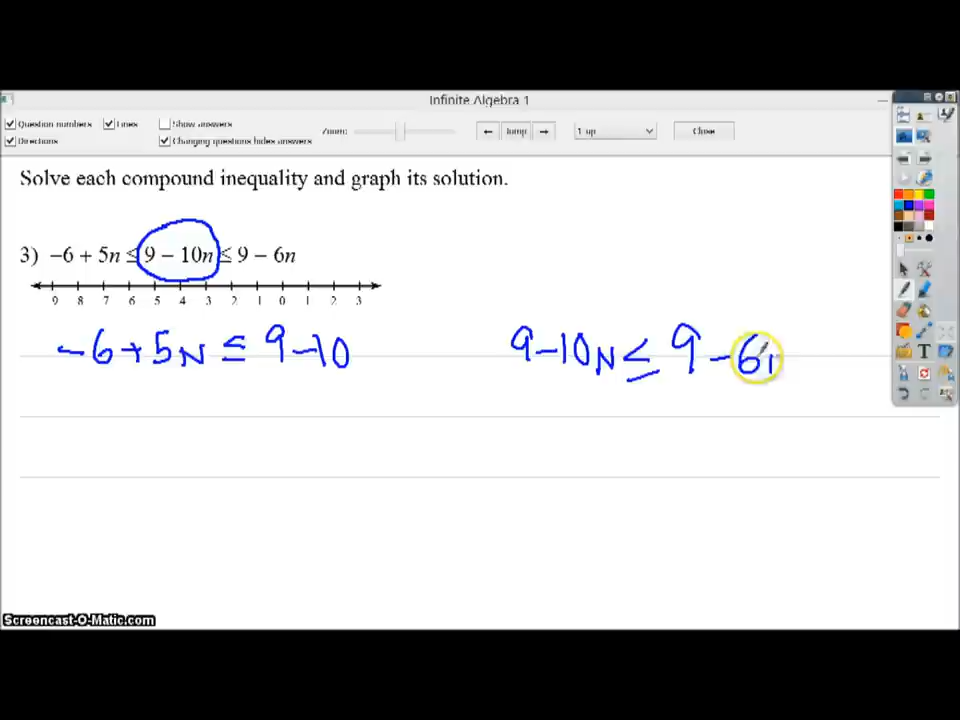 Infinite Algebra 1
Question numbers Lines Show answers Zoom: Jump 1 up Close
Directions Changing questions hides answers
Solve each compound inequality and graph its solution.
3) −6 + 5n ≤ 9 − 10n ≤ 9 − 6n
9 8 7 6 5 4 3 2 1 0 1 2 3
-6+5N ≤ 9-10 9-10N ≤ 9-6
T
Screencast-O-Matic.com